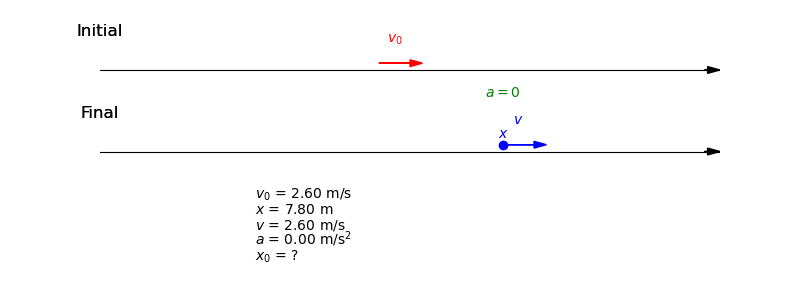 Initial
v₀
a = 0
Final
v
x
v₀ = 2.60 m/s
x = 7.80 m
v = 2.60 m/s
a = 0.00 m/s²
x₀ = ?